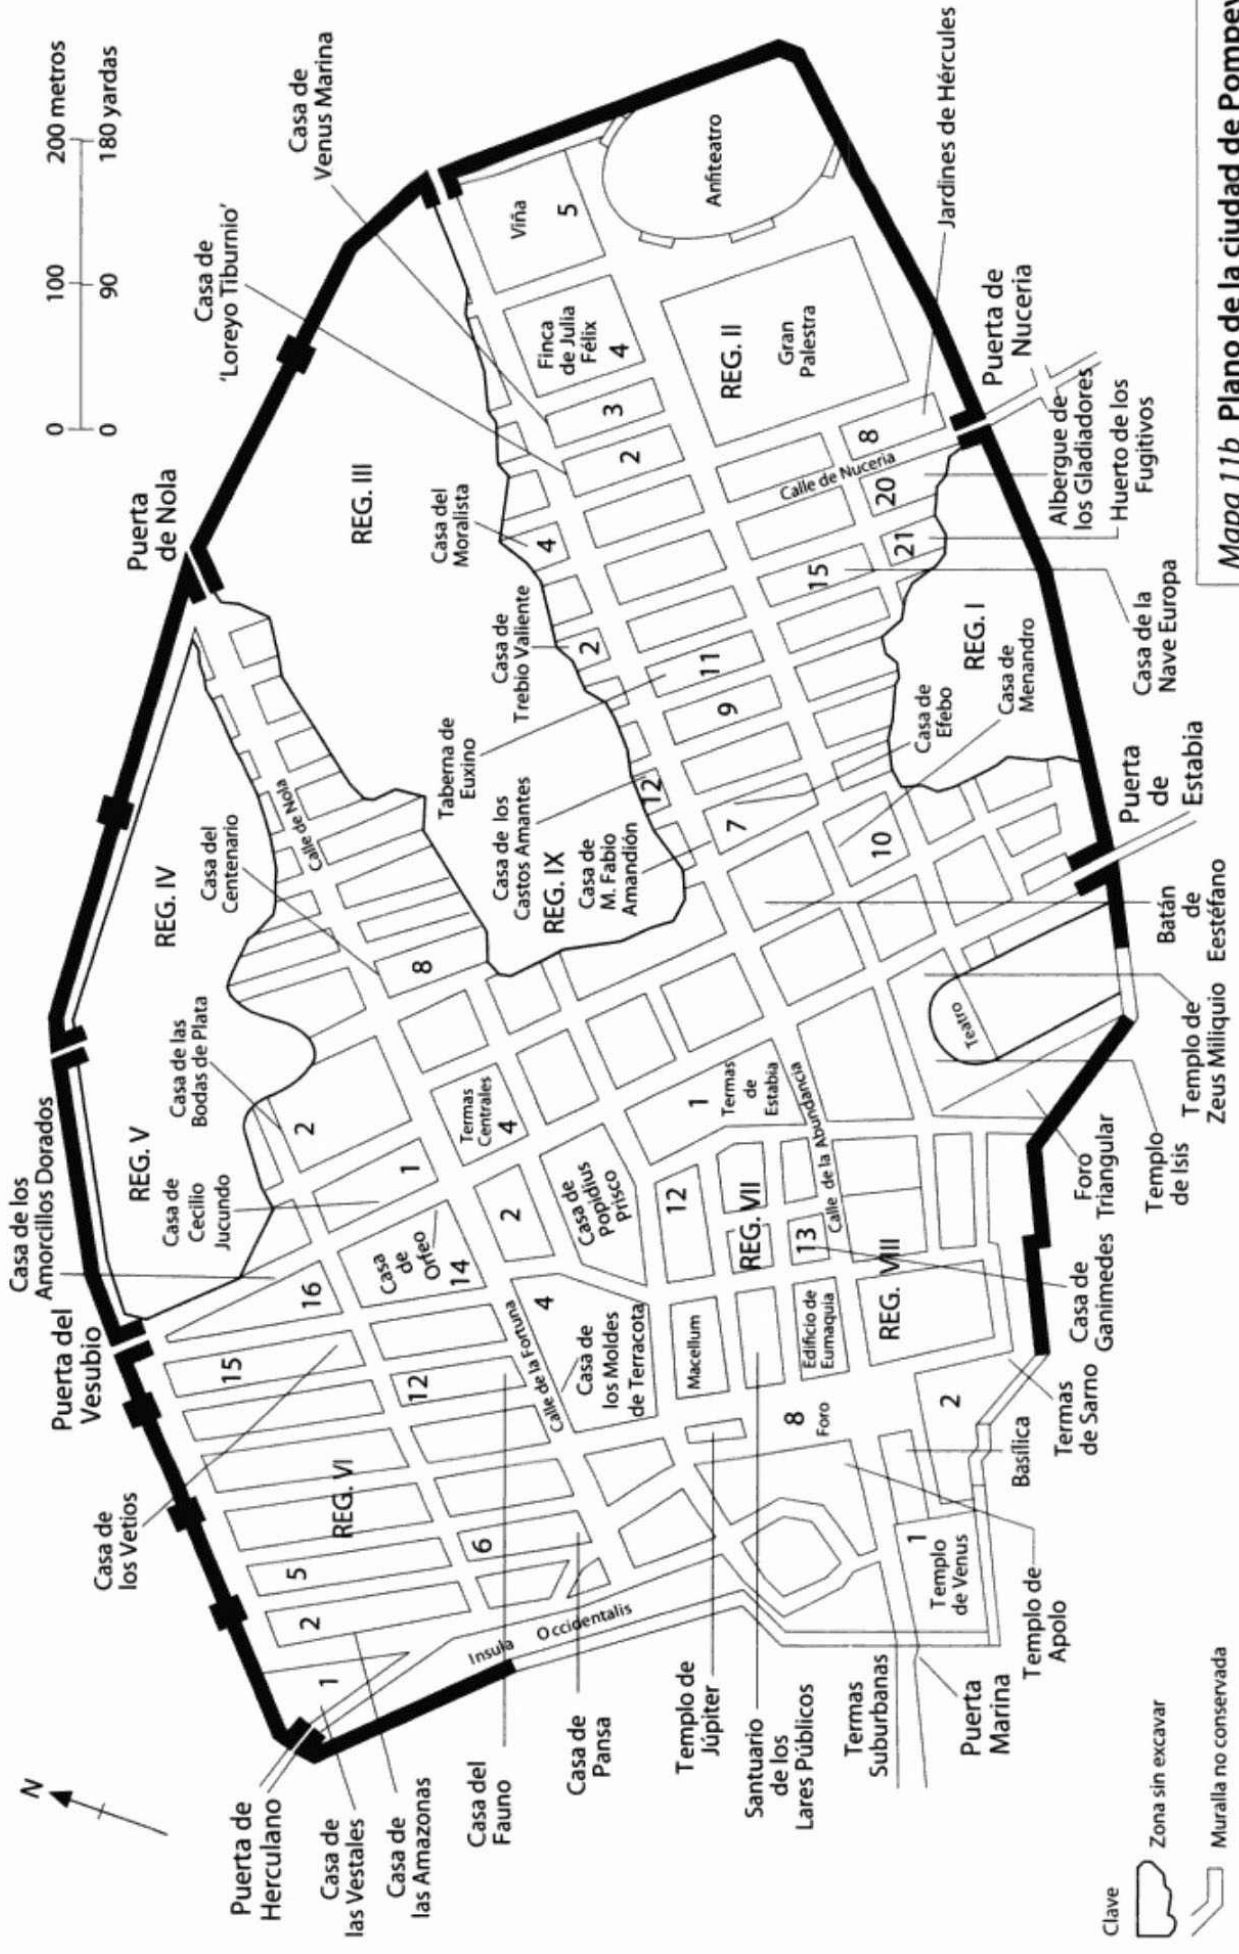 Mapa 11b Plano de la ciudad de Pompey
0 100 200 metros
0 90 180 yardas
N
Puerta de
Herculano
Casa de
las Vestales
Casa de
las Amazonas
Casa del
Fauno
Casa de
Pansa
Templo de
Júpiter
Santuario
de los
Lares Públicos
Termas
Suburbanas
Puerta
Marina
Templo de
Apolo
Casa de
los Vetios
Puerta del
Vesubio
Casa de los
Amorcillos Dorados
REG. V
Casa de
Cecilio
Jucundo
Casa de las
Bodas de Plata
REG. IV
Casa del
Centenario
Calle de Nola
Puerta
de Nola
REG. III
Casa de
'Loreyo Tiburnio'
Casa de
Venus Marina
Casa del
Moralista
Casa de
Trebio Valiente
Taberna de
Euxino
Casa de los
Castos Amantes
REG. IX
Casa de
M. Fabio
Amandión
REG. VI
1
2
5
15
16
12
6
Casa
de
Orfeo
14
1
2
8
Termas
Centrales
4
2
Casa de
Popidius
Prisco
Calle de la Fortuna
4
Casa de
los Moldes
de Terracota
Insula Occidentalis
1
Termas
de
Estabia
12
REG. VII
13
Calle de la Abundancia
Macellum
Edificio de
Eumaquia
REG. VIII
8
Foro
2
1
Templo
de Venus
Basílica
Termas
de Sarno
Casa de
Ganimedes
Foro
Triangular
Templo
de Isis
Templo de
Zeus Miliquio
Teatro
Batán
de
Eestéfano
Puerta
de
Estabia
12
7
10
9
11
2
4
15
21
20
8
2
3
Finca
de Julia
Félix
4
Viña
5
Anfiteatro
REG. II
Gran
Palestra
Calle de Nuceria
REG. I
Casa de
Efebo
Casa de
Menandro
Casa de la
Nave Europa
Huerto de los
Fugitivos
Albergue de
los Gladiadores
Puerta de
Nuceria
Jardines de Hércules
Clave
Zona sin excavar
Muralla no conservada